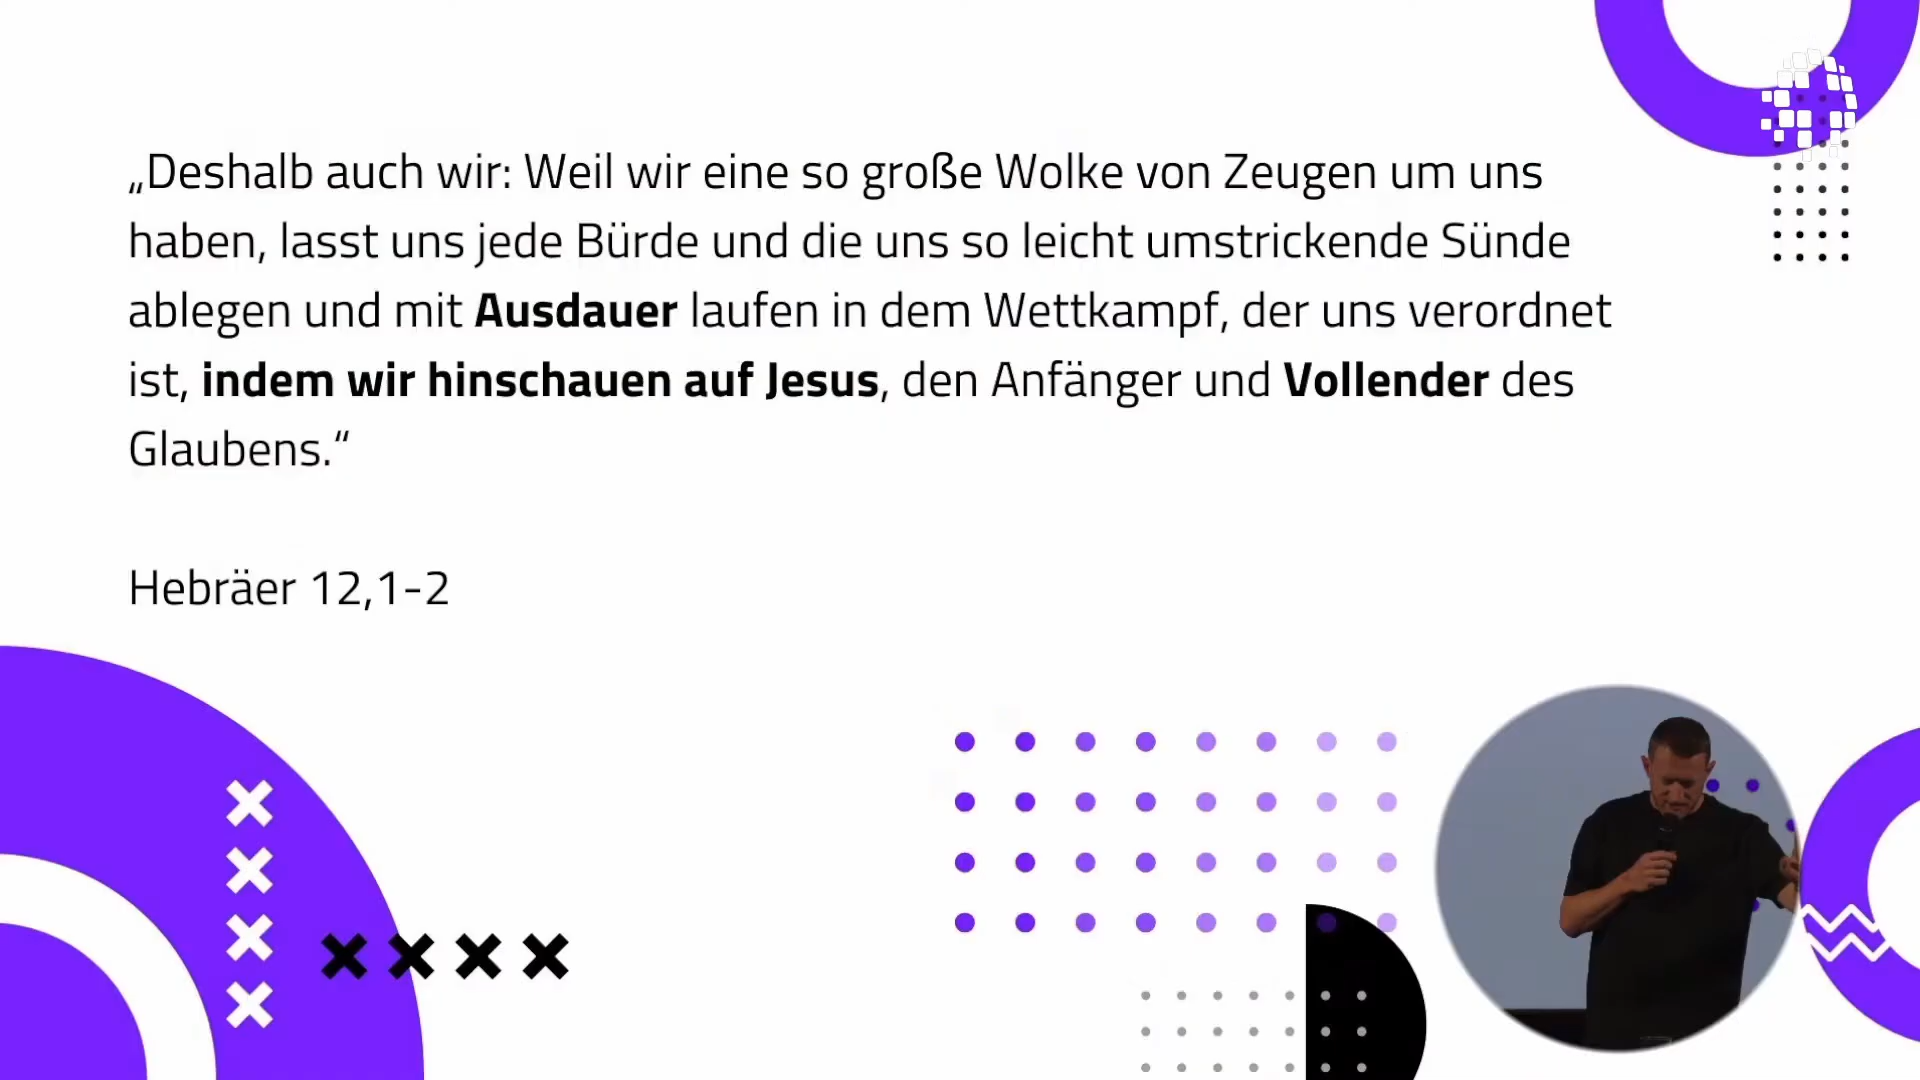 „Deshalb auch wir: Weil wir eine so große Wolke von Zeugen um uns
haben, lasst uns jede Bürde und die uns so leicht umstrickende Sünde
ablegen und mit Ausdauer laufen in dem Wettkampf, der uns verordnet
ist, indem wir hinschauen auf Jesus, den Anfänger und Vollender des
Glaubens.“
Hebräer 12,1-2